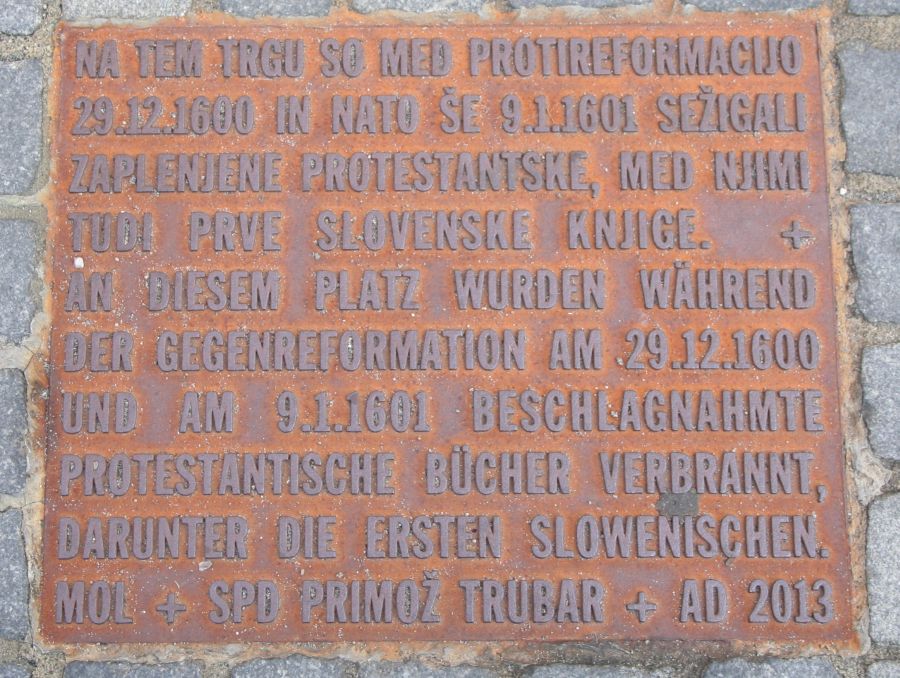 NA TEM TRGU SO MED PROTIREFORMACIJO
29.12.1600 IN NATO ŠE 9.1.1601 SEŽIGALI
ZAPLENJENE PROTESTANTSKE, MED NJIMI
TUDI PRVE SLOVENSKE KNJIGE. +
AN DIESEM PLATZ WURDEN WÄHREND
DER GEGENREFORMATION AM 29.12.1600
UND AM 9.1.1601 BESCHLAGNAHMTE
PROTESTANTISCHE BÜCHER VERBRANNT,
DARUNTER DIE ERSTEN SLOWENISCHEN.
MOL + SPD PRIMOŽ TRUBAR + AD 2013